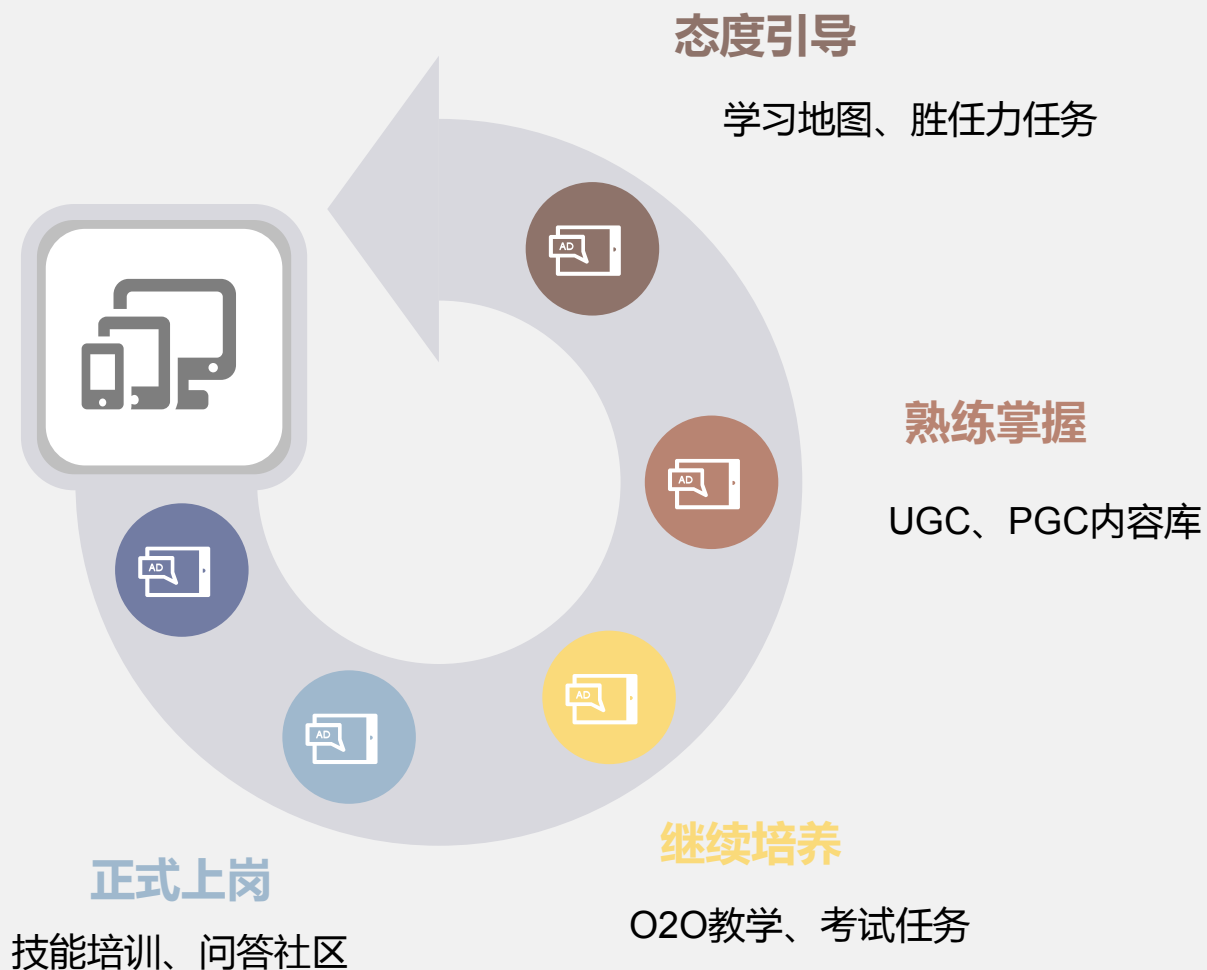 态度引导
学习地图、胜任力任务
AD
熟练掌握
AD
UGC、PGC内容库
AD
AD
AD
继续培养
正式上岗
O2O教学、考试任务
技能培训、问答社区